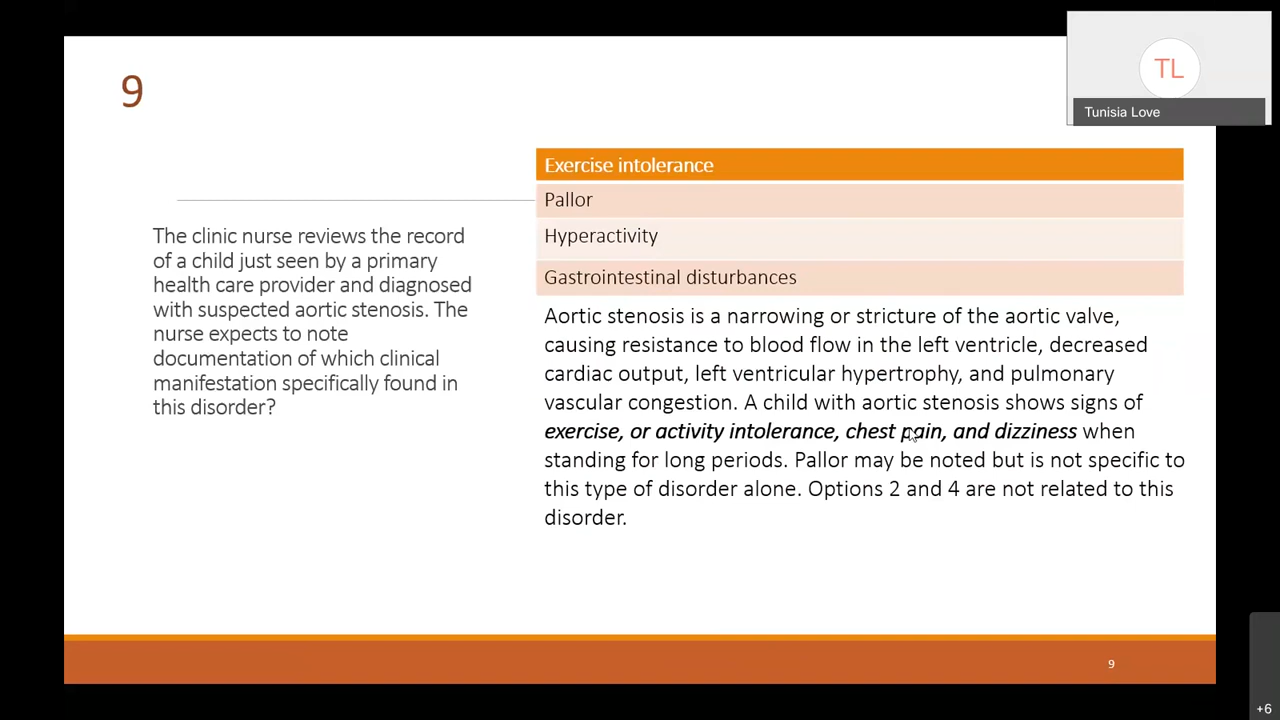 9
TL
Tunisia Love
The clinic nurse reviews the record
of a child just seen by a primary
health care provider and diagnosed
with suspected aortic stenosis. The
nurse expects to note
documentation of which clinical
manifestation specifically found in
this disorder?
Exercise intolerance
Pallor
Hyperactivity
Gastrointestinal disturbances
Aortic stenosis is a narrowing or stricture of the aortic valve,
causing resistance to blood flow in the left ventricle, decreased
cardiac output, left ventricular hypertrophy, and pulmonary
vascular congestion. A child with aortic stenosis shows signs of
exercise, or activity intolerance, chest pain, and dizziness when
standing for long periods. Pallor may be noted but is not specific to
this type of disorder alone. Options 2 and 4 are not related to this
disorder.
9
+6